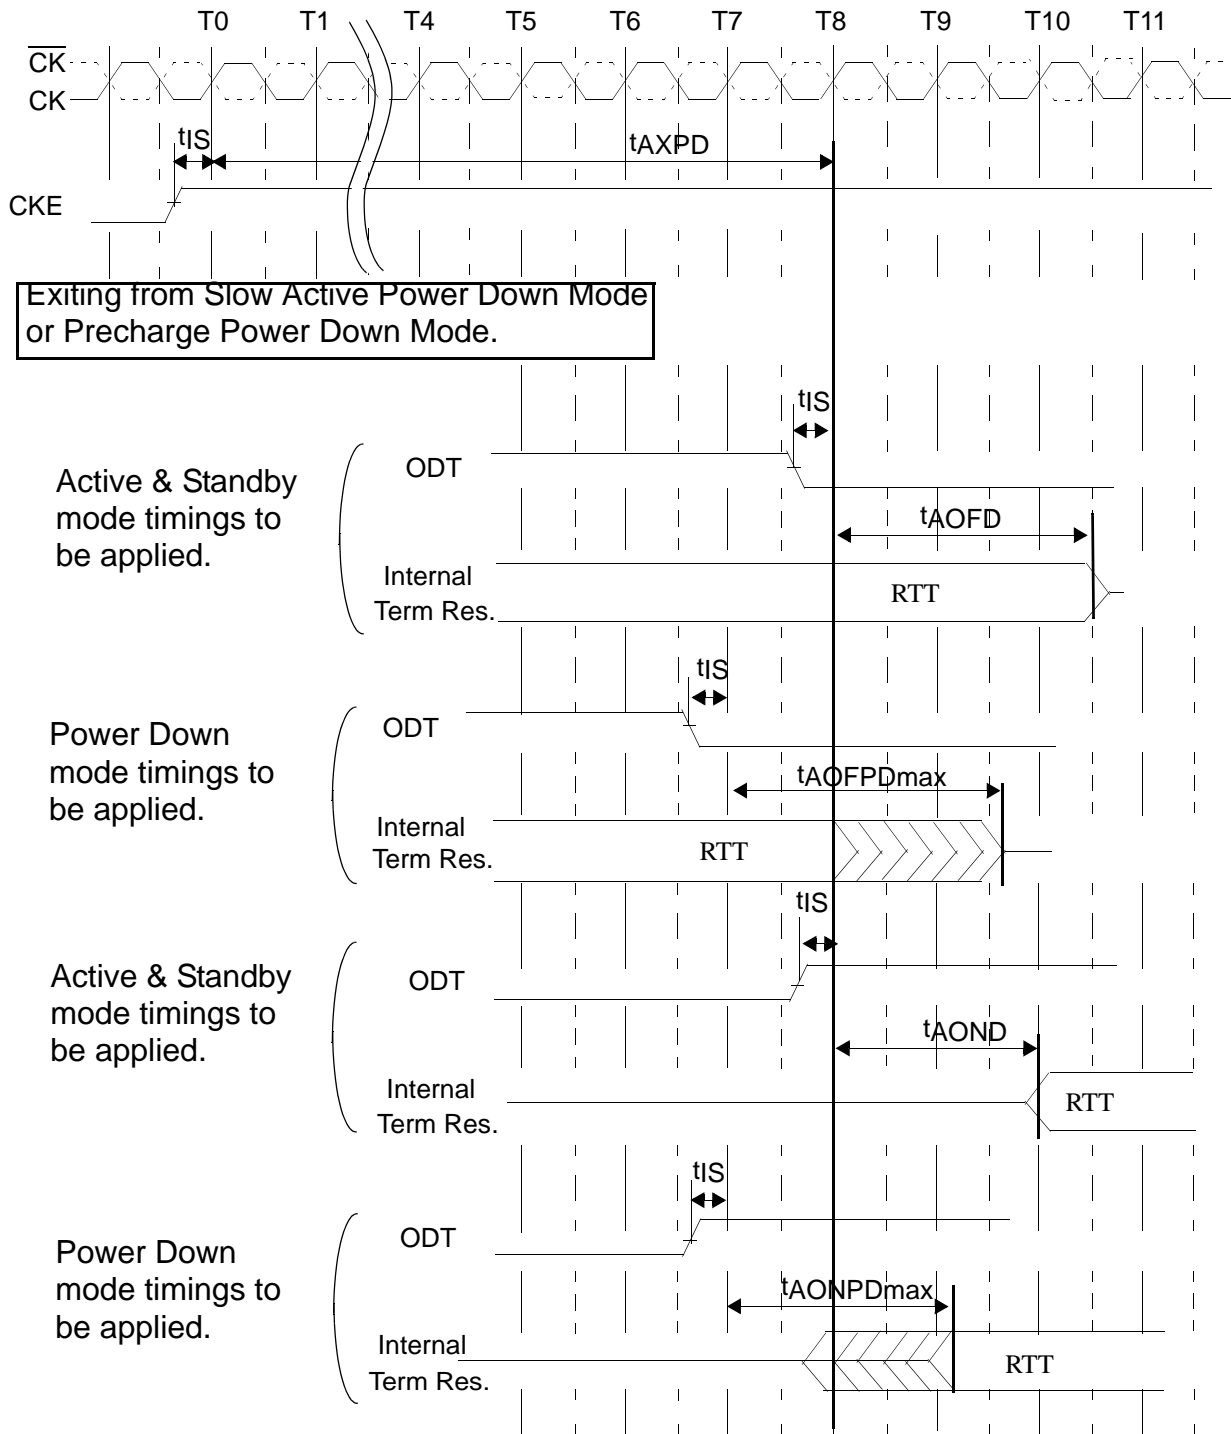 T0 T1 T4 T5 T6 T7 T8 T9 T10 T11
CK
CK
tIS
tAXPD
CKE
Exiting from Slow Active Power Down Mode
or Precharge Power Down Mode.
tIS
ODT
Active & Standby
mode timings to
be applied.
tAOFD
Internal
Term Res.
RTT
tIS
ODT
Power Down
mode timings to
be applied.
tAOFPDmax
Internal
Term Res.
RTT
tIS
ODT
Active & Standby
mode timings to
be applied.
tAOND
Internal
Term Res.
RTT
tIS
ODT
Power Down
mode timings to
be applied.
tAONPDmax
Internal
Term Res.
RTT